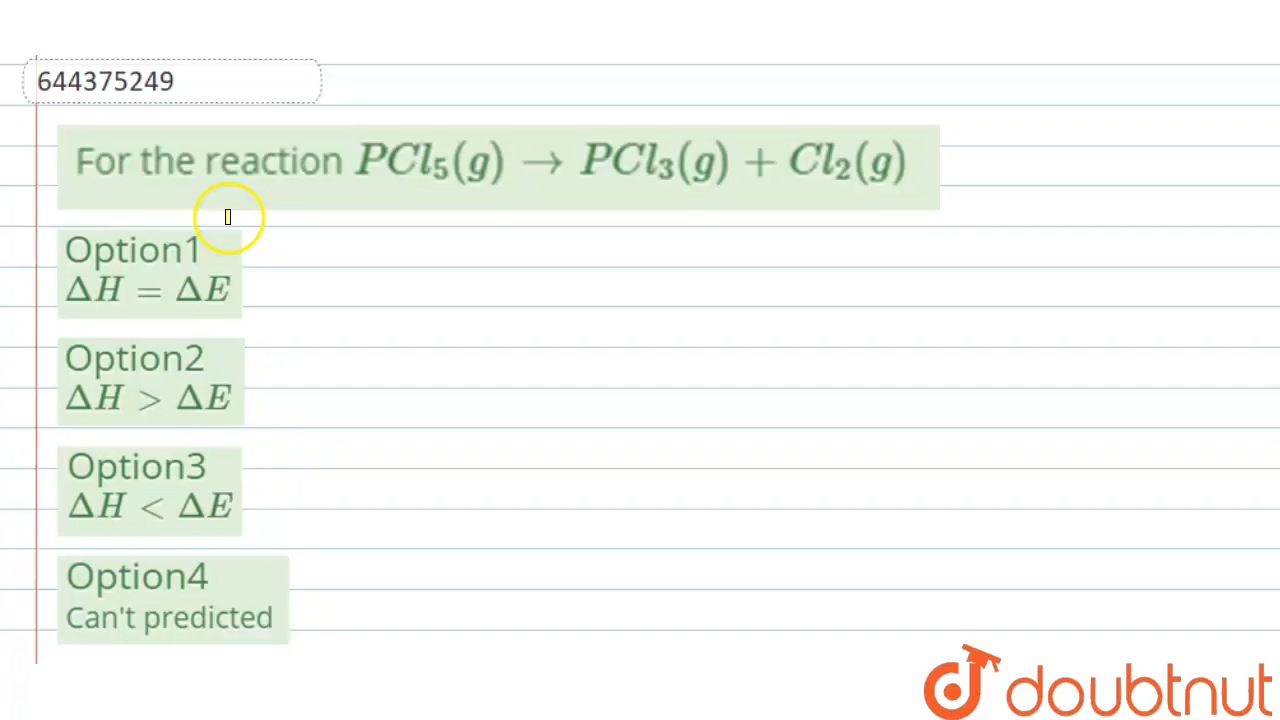 644375249
For the reaction PCl₅(g) → PCl₃(g) + Cl₂(g)
Option1
ΔH = ΔE
Option2
ΔH > ΔE
Option3
ΔH < ΔE
Option4
Can't predicted
doubtnut